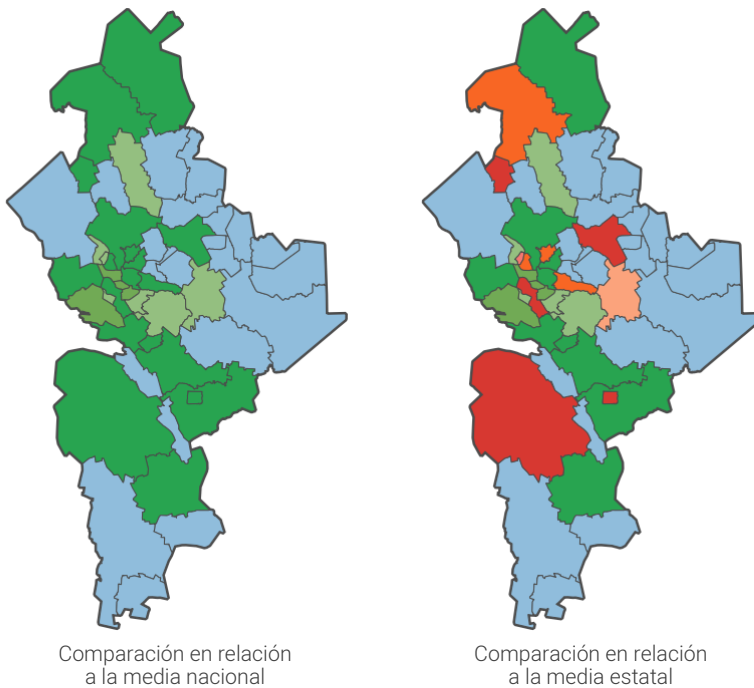 Comparación en relación
a la media nacional
Comparación en relación
a la media estatal